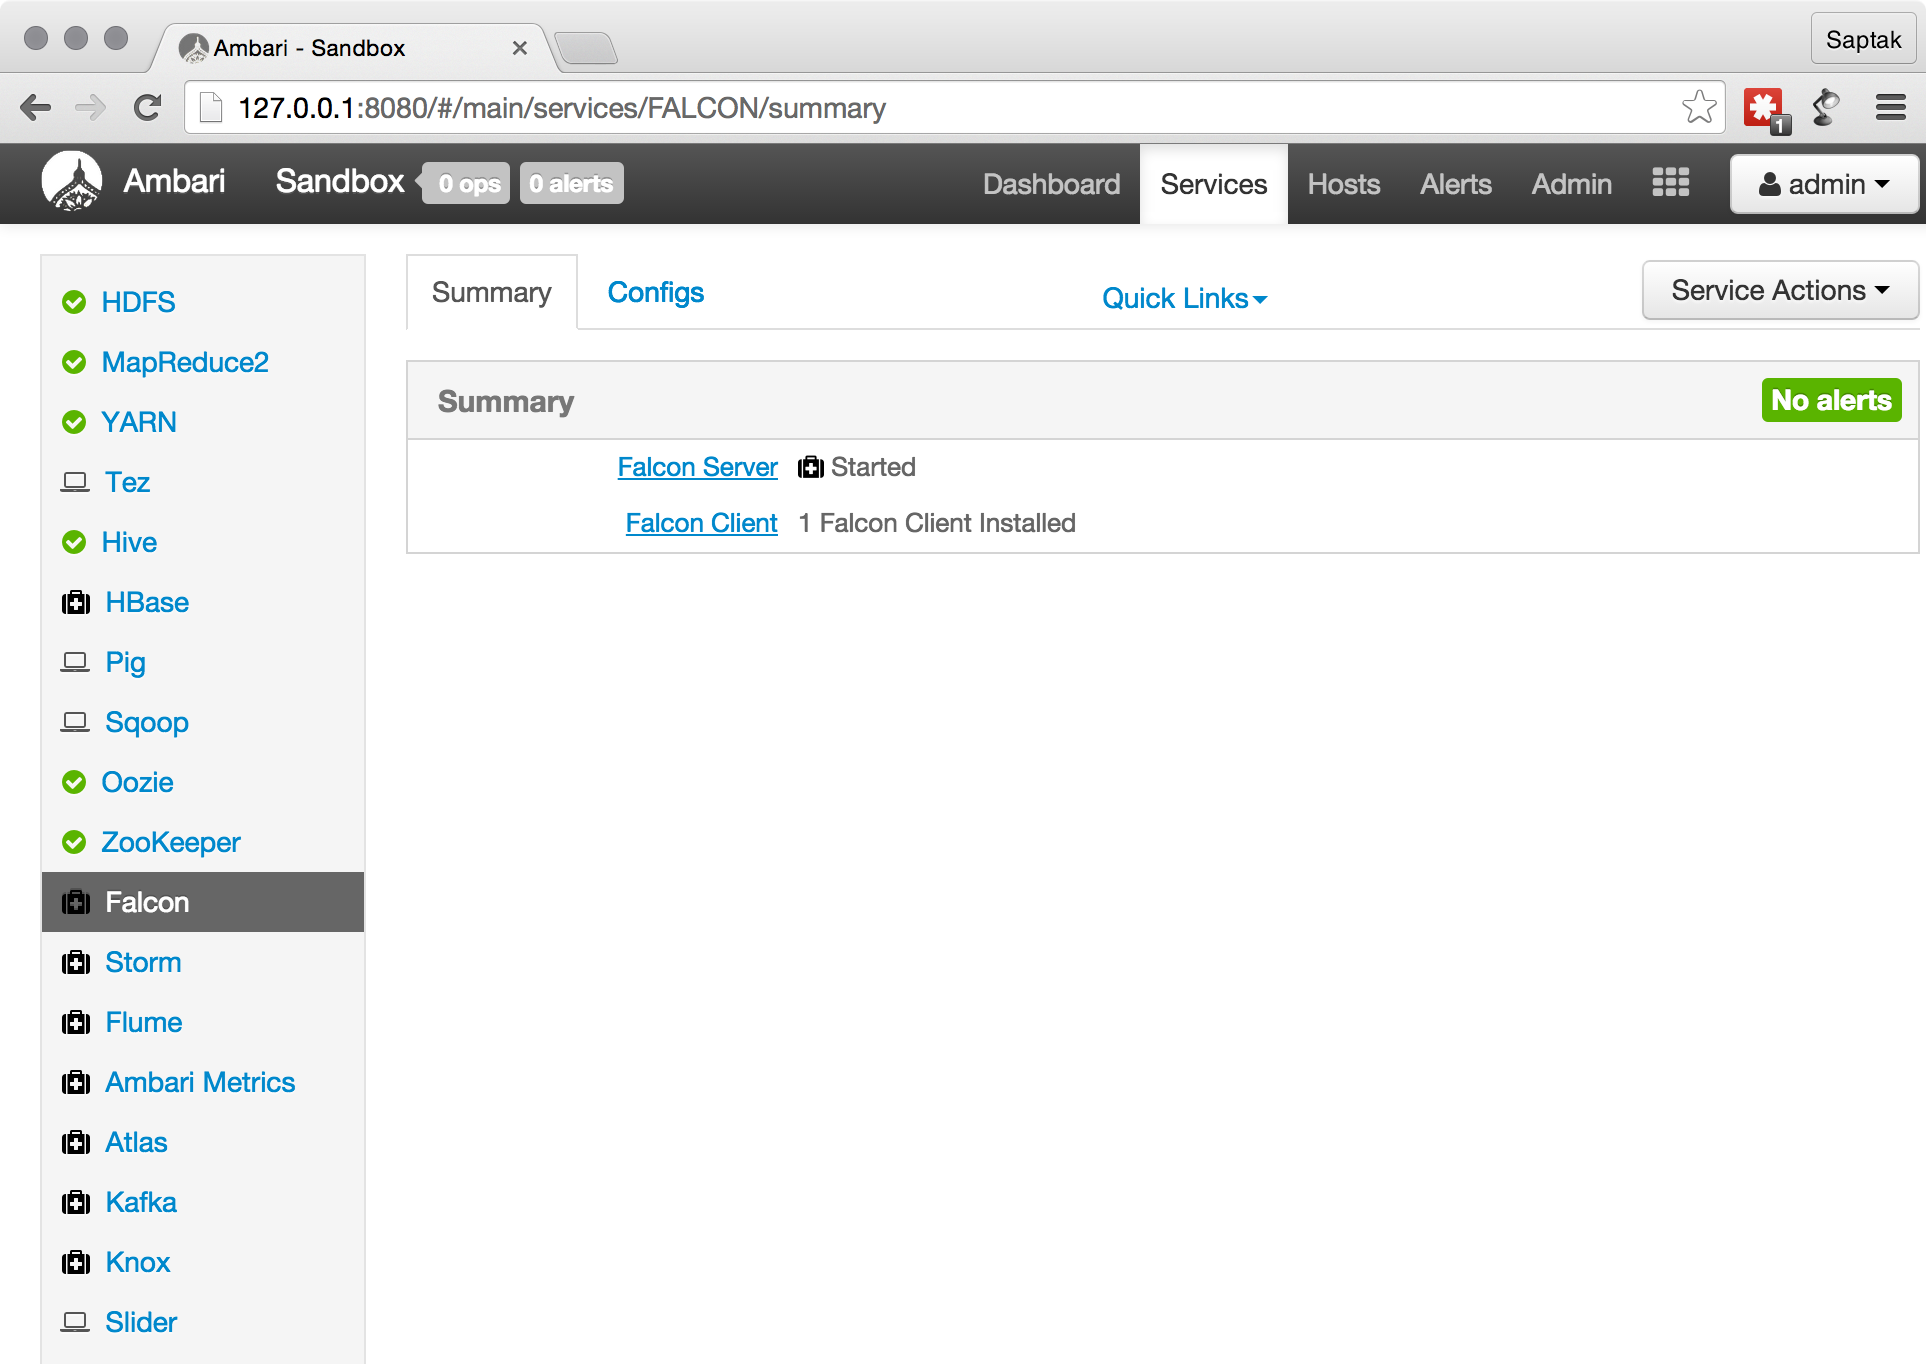 Ambari - Sandbox
Saptak
127.0.0.1:8080/#/main/services/FALCON/summary
1
Ambari Sandbox 0 ops 0 alerts Dashboard Services Hosts Alerts Admin admin
Summary Configs Quick Links Service Actions
HDFS
MapReduce2
YARN
Tez
Hive
HBase
Pig
Sqoop
Oozie
ZooKeeper
Falcon
Storm
Flume
Ambari Metrics
Atlas
Kafka
Knox
Slider
Summary No alerts
Falcon Server Started
Falcon Client 1 Falcon Client Installed